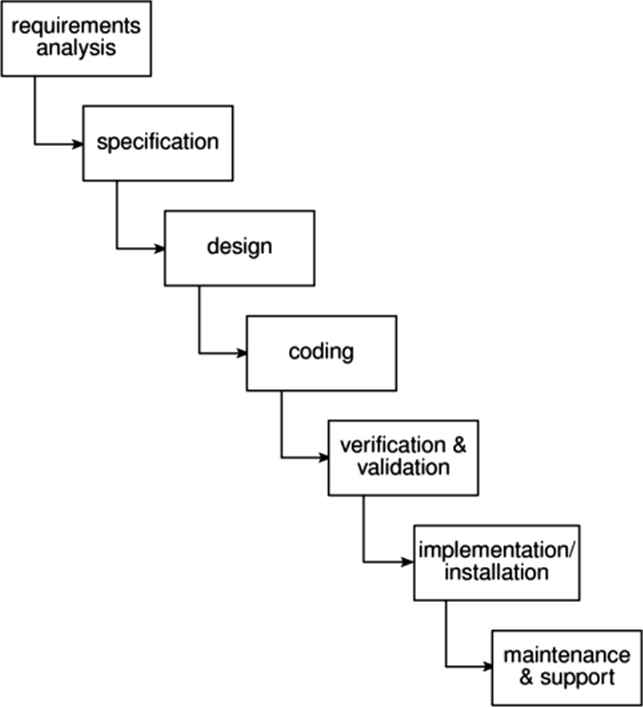 requirements
analysis
specification
design
coding
verification &
validation
implementation/
installation
maintenance
& support